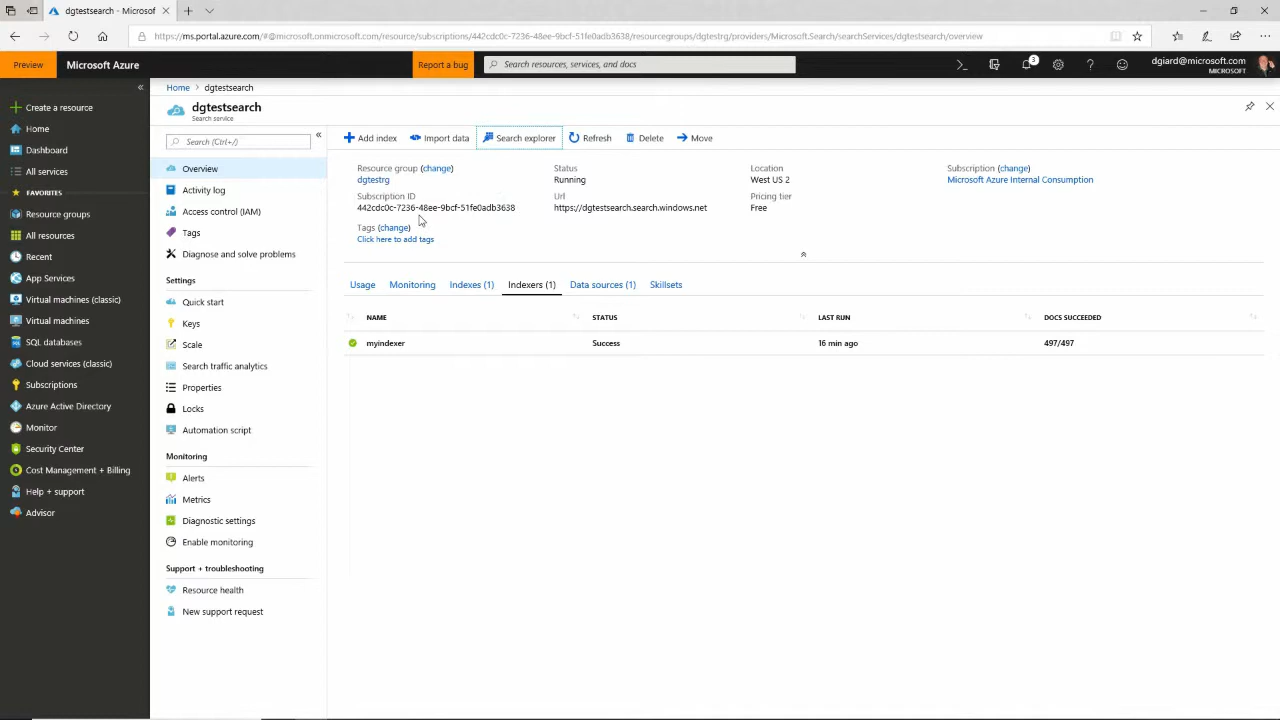 dgtestsearch - Microsof
https://ms.portal.azure.com/#@microsoft.onmicrosoft.com/resource/subscriptions/442cdc0c-7236-48ee-9bcf-51fe0adb3638/resourcegroups/dgtestrg/providers/Microsoft.Search/searchServices/dgtestsearch/overview
Preview
Microsoft Azure
Report a bug
Search resources, services, and docs
3
dgiard@microsoft.com
MICROSOFT
Create a resource
Home
Dashboard
All services
FAVORITES
Resource groups
All resources
Recent
App Services
Virtual machines (classic)
Virtual machines
SQL databases
Cloud services (classic)
Subscriptions
Azure Active Directory
Monitor
Security Center
Cost Management + Billing
Help + support
Advisor
Home > dgtestsearch
dgtestsearch
Search service
Search (Ctrl+/)
Overview
Activity log
Access control (IAM)
Tags
Diagnose and solve problems
Settings
Quick start
Keys
Scale
Search traffic analytics
Properties
Locks
Automation script
Monitoring
Alerts
Metrics
Diagnostic settings
Enable monitoring
Support + troubleshooting
Resource health
New support request
Add index
Import data
Search explorer
Refresh
Delete
Move
Resource group (change)
dgtestrg
Subscription ID
442cdc0c-7236-48ee-9bcf-51fe0adb3638
Tags (change)
Click here to add tags
Status
Running
Url
https://dgtestsearch.search.windows.net
Location
West US 2
Pricing tier
Free
Subscription (change)
Microsoft Azure Internal Consumption
Usage
Monitoring
Indexes (1)
Indexers (1)
Data sources (1)
Skillsets
NAME STATUS LAST RUN DOCS SUCCEEDED
myindexer Success 16 min ago 497/497